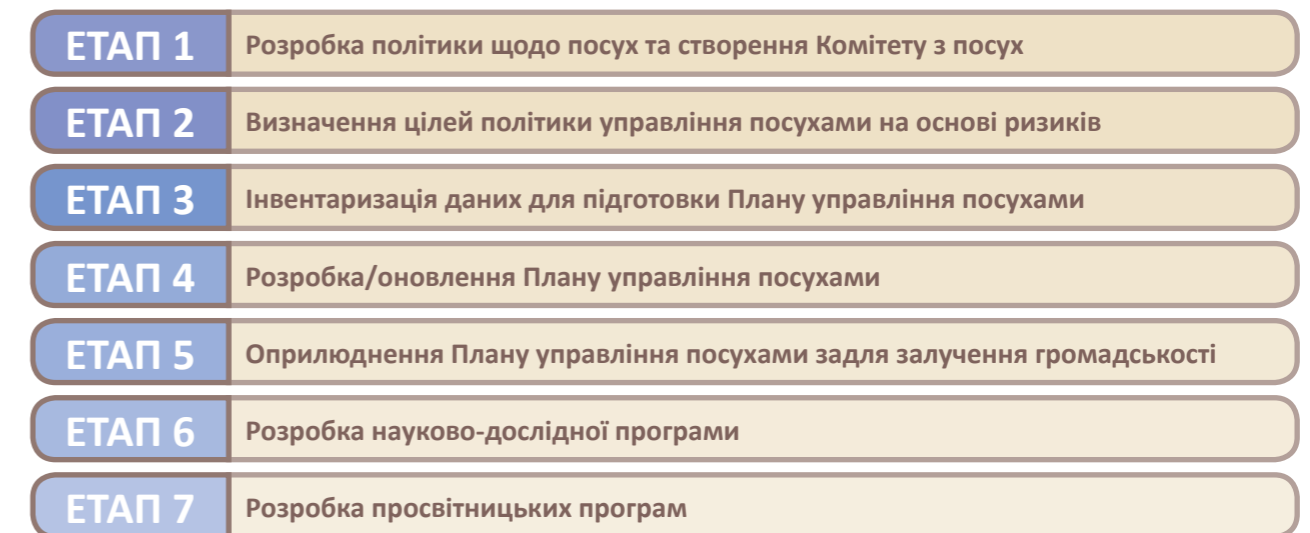 ЕТАП 1 Розробка політики щодо посух та створення Комітету з посух
ЕТАП 2 Визначення цілей політики управління посухами на основі ризиків
ЕТАП 3 Інвентаризація даних для підготовки Плану управління посухами
ЕТАП 4 Розробка/оновлення Плану управління посухами
ЕТАП 5 Оприлюднення Плану управління посухами задля залучення громадськості
ЕТАП 6 Розробка науково-дослідної програми
ЕТАП 7 Розробка просвітницьких програм